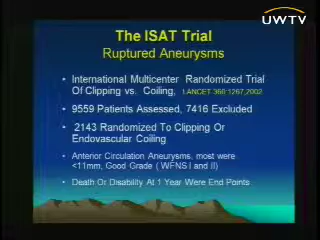 UWTV
The ISAT Trial
Ruptured Aneurysms
• International Multicenter Randomized Trial
Of Clipping vs. Coiling, LANCET 360:1267,2002
• 9559 Patients Assessed, 7416 Excluded
• 2143 Randomized To Clipping Or
Endovascular Coiling
• Anterior Circulation Aneurysms, most were
<11mm, Good Grade ( WFNS I and II)
• Death Or Disability At 1 Year Were End Points